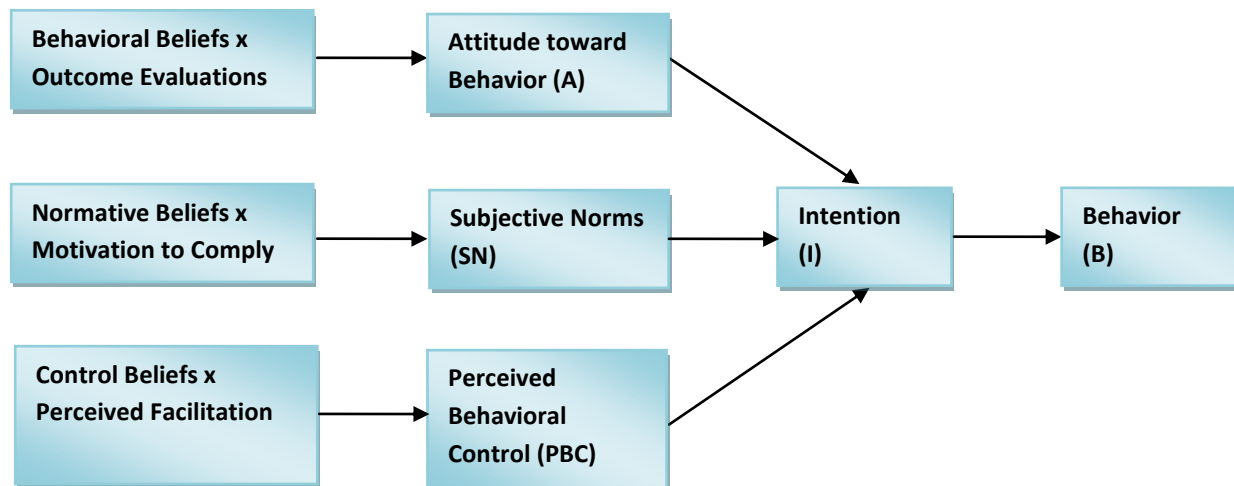 Behavioral Beliefs x
Outcome Evaluations
Attitude toward
Behavior (A)
Normative Beliefs x
Motivation to Comply
Subjective Norms
(SN)
Intention
(I)
Behavior
(B)
Control Beliefs x
Perceived Facilitation
Perceived
Behavioral
Control (PBC)